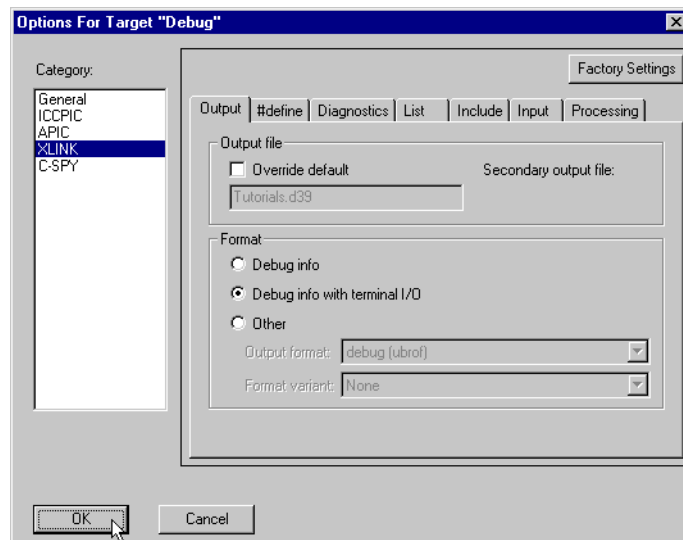 Options For Target "Debug"
Category:
Factory Settings
General
ICCPIC
APIC
XLINK
C-SPY
Output
#define
Diagnostics
List
Include
Input
Processing
Output file
Override default
Secondary output file:
Tutorials.d39
Format
Debug info
Debug info with terminal I/O
Other
Output format:
debug (ubrof)
Format variant:
None
OK
Cancel